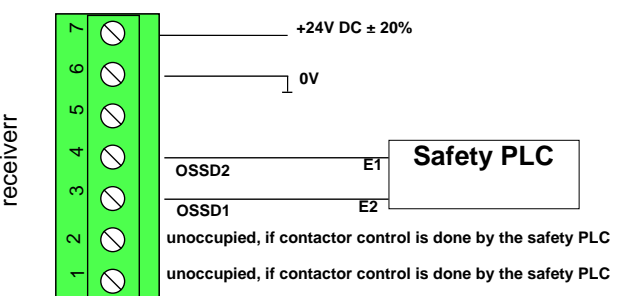 receiverr
7
+24V DC ± 20%
6
0V
5
4
OSSD2
E1
Safety PLC
3
OSSD1
E2
2
unoccupied, if contactor control is done by the safety PLC
1
unoccupied, if contactor control is done by the safety PLC